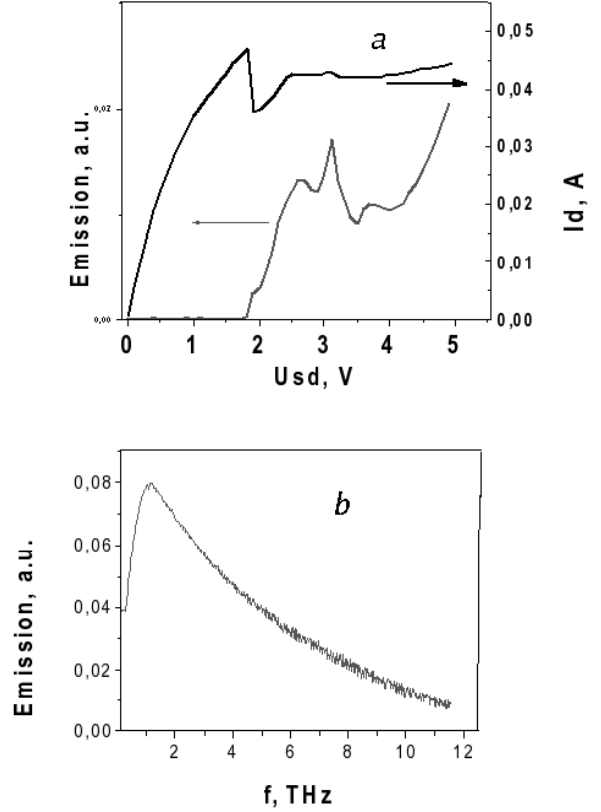 a
0,05
0,04
0,03
0,02
0,01
0,00
Id, A
0,02
0,00
Emission, a.u.
0 1 2 3 4 5
Usd, V
b
0,08
0,06
0,04
0,02
0,00
Emission, a.u.
2 4 6 8 10 12
f, THz